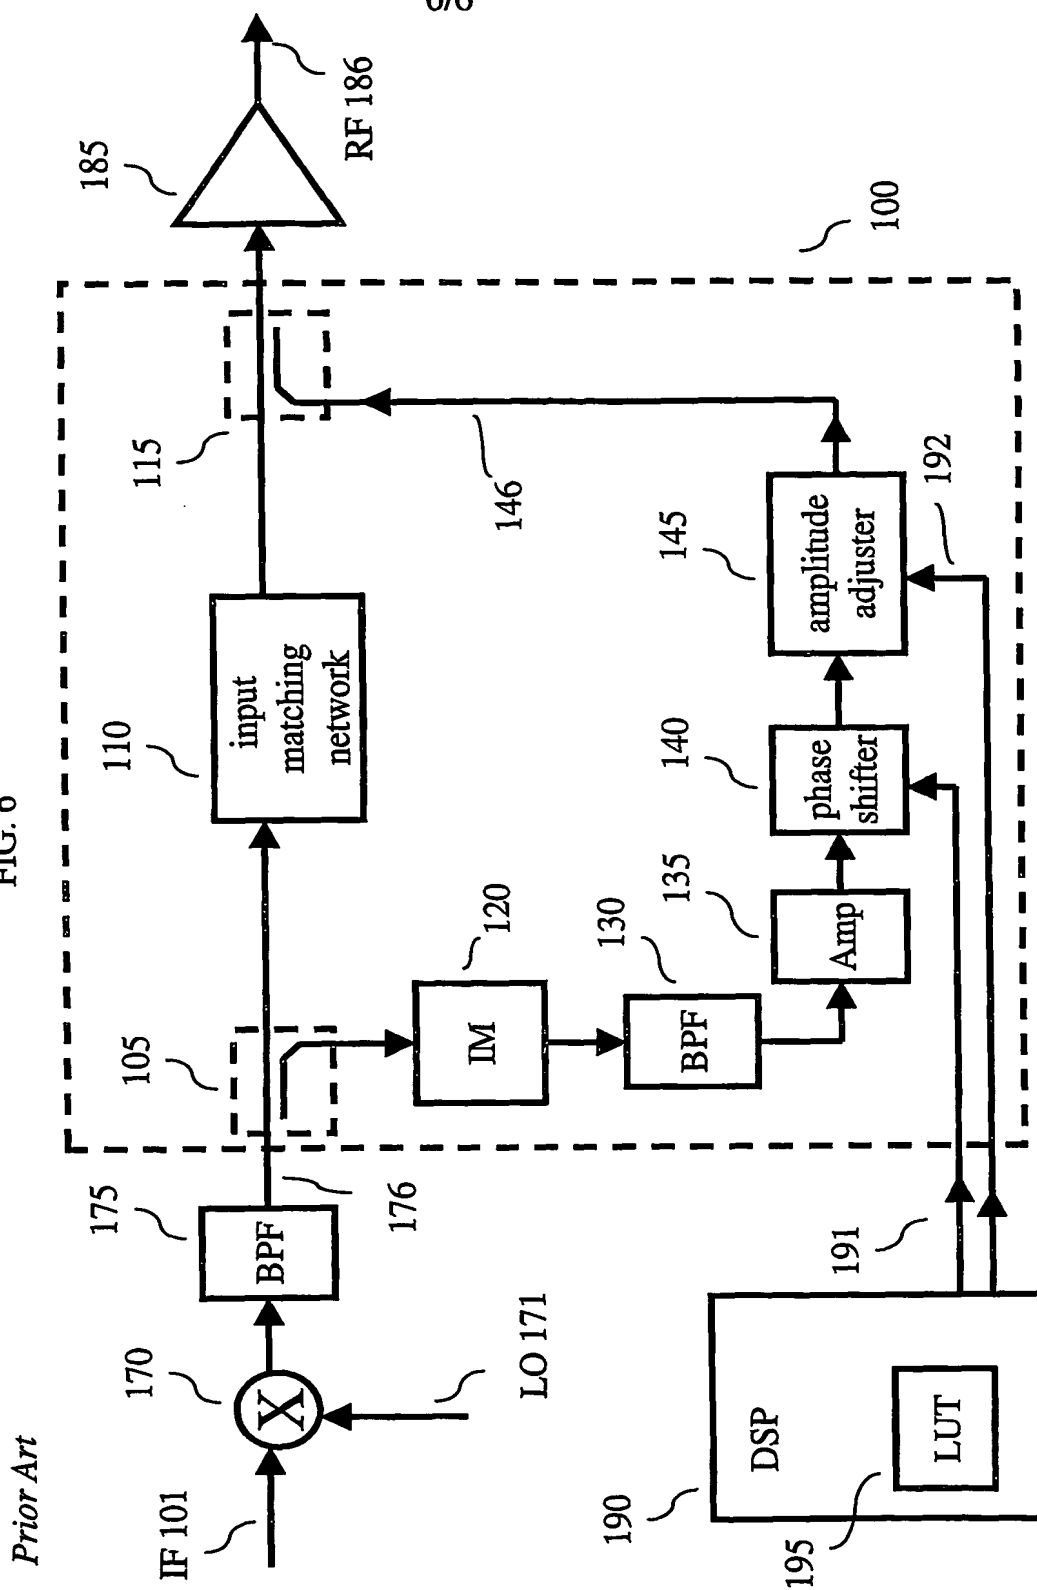 6/6
FIG. 6
Prior Art
IF 101
170
X
LO 171
175
BPF
176
105
110
input
matching
network
115
185
RF 186
100
120
IM
130
BPF
135
Amp
140
phase
shifter
145
amplitude
adjuster
146
192
191
190
DSP
195
LUT